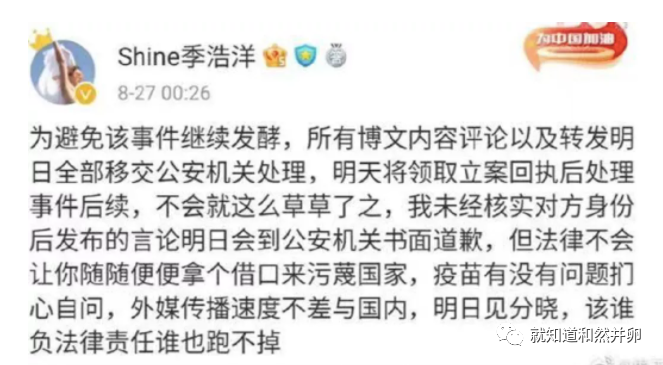 Shine季浩洋
为中国加油
8-27 00:26
为避免该事件继续发酵，所有博文内容评论以及转发明
日全部移交公安机关处理，明天将领取立案回执后处理
事件后续，不会就这么草草了之，我未经核实对方身份
后发布的言论明日会到公安机关书面道歉，但法律不会
让你随随便便拿个借口来污蔑国家，疫苗有没有问题扪
心自问，外媒传播速度不差与国内，明日见分晓，该谁
负法律责任谁也跑不掉
就知道和然并卵